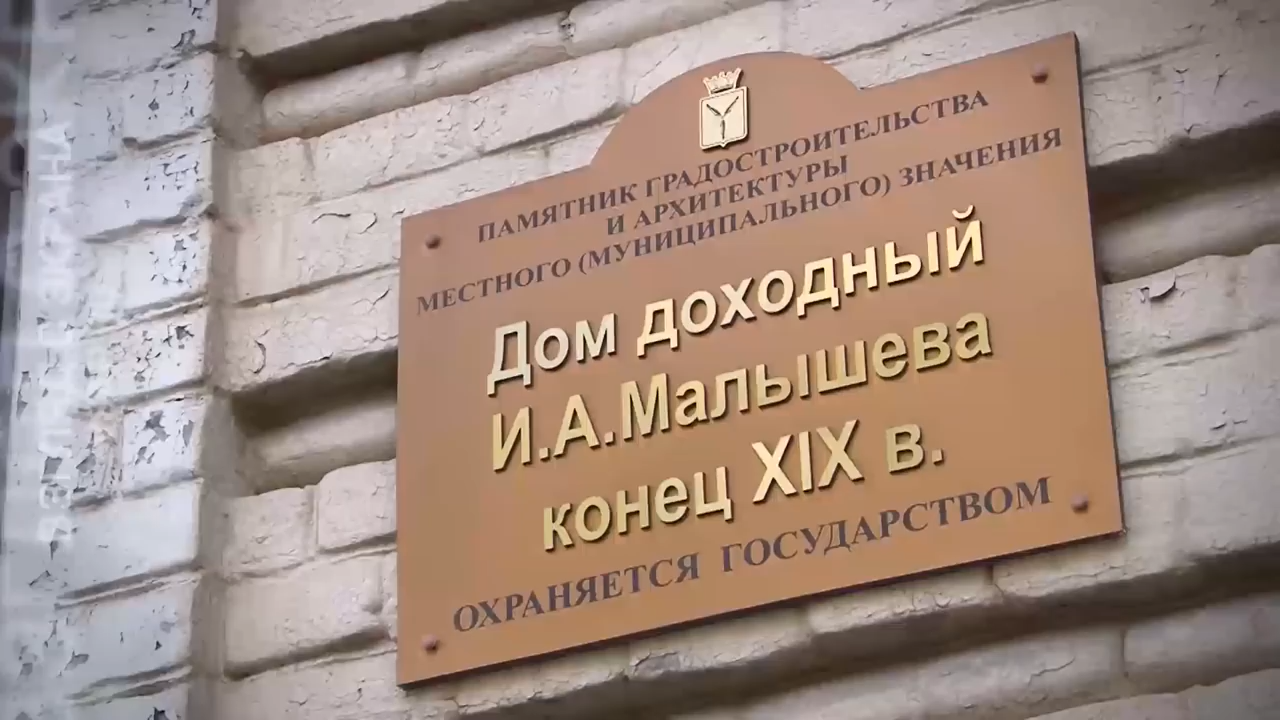 ПАМЯТНИК ГРАДОСТРОИТЕЛЬСТВА
И АРХИТЕКТУРЫ
МЕСТНОГО (МУНИЦИПАЛЬНОГО) ЗНАЧЕНИЯ
Дом доходный
И.А.Малышева
конец XIX в.
ОХРАНЯЕТСЯ ГОСУДАРСТВОМ